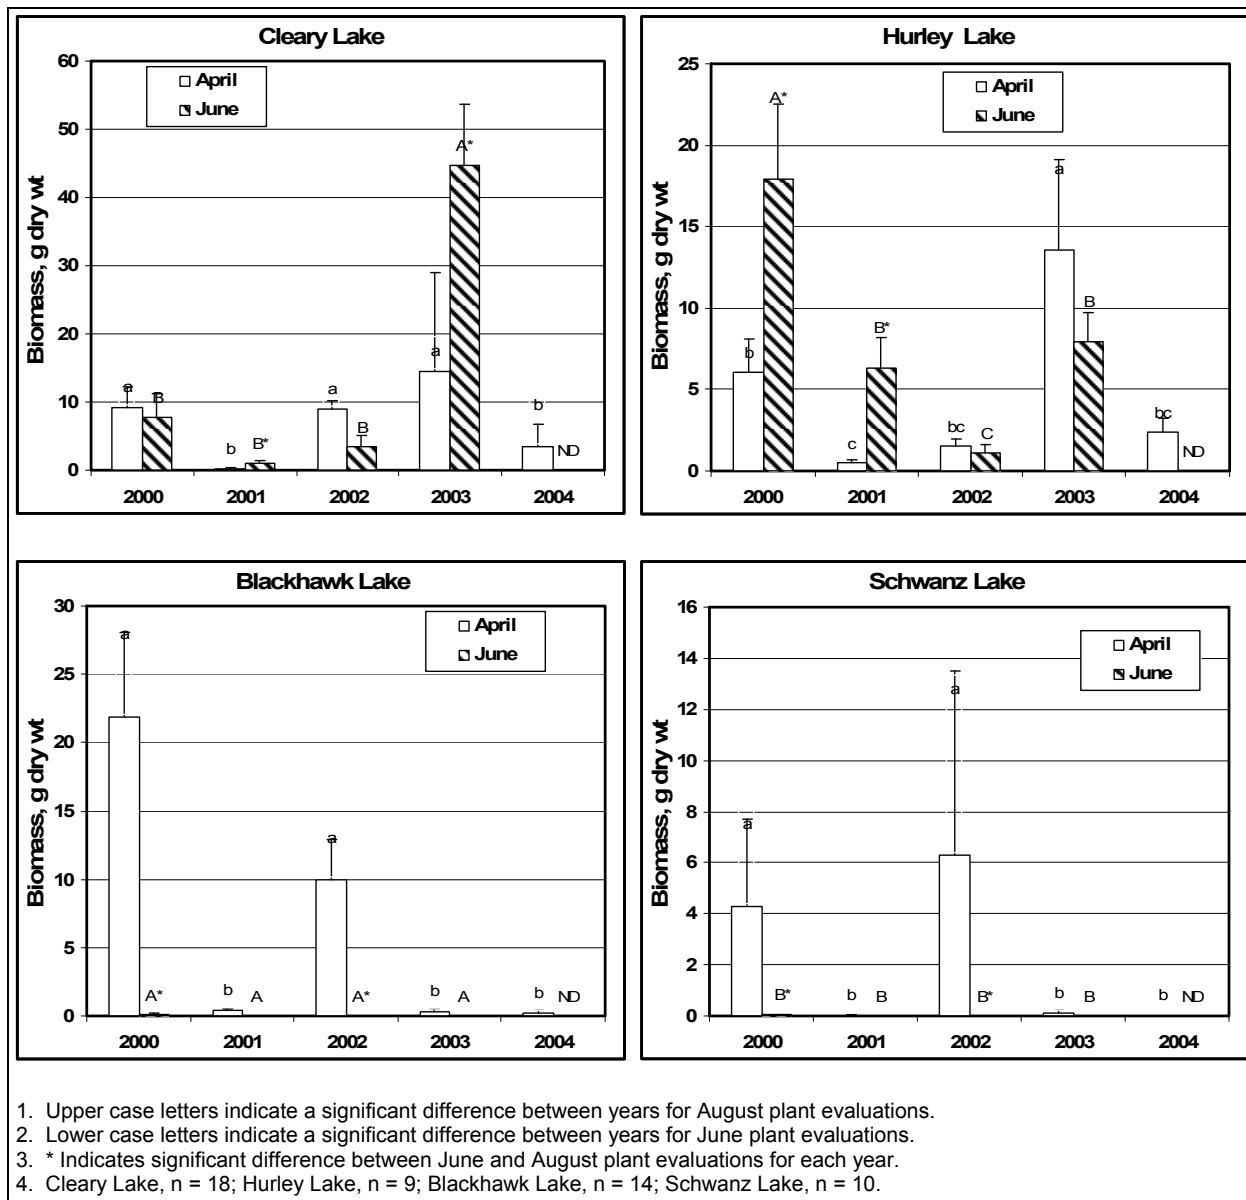 Cleary Lake
Biomass, g dry wt
60
50
40
30
20
10
0
April
June
a
B
b
B*
a
B
a
A*
b
ND
2000 2001 2002 2003 2004
Hurley Lake
Biomass, g dry wt
25
20
15
10
5
0
April
June
b
A*
c
B*
bc
C
a
B
bc
ND
2000 2001 2002 2003 2004
Blackhawk Lake
Biomass, g dry wt
30
25
20
15
10
5
0
April
June
a
A*
b
A
a
A*
b
A
b
ND
2000 2001 2002 2003 2004
Schwanz Lake
Biomass, g dry wt
16
14
12
10
8
6
4
2
0
April
June
a
B*
b
B
a
B*
b
B
b
ND
2000 2001 2002 2003 2004
1. Upper case letters indicate a significant difference between years for August plant evaluations.
2. Lower case letters indicate a significant difference between years for June plant evaluations.
3. * Indicates significant difference between June and August plant evaluations for each year.
4. Cleary Lake, n = 18; Hurley Lake, n = 9; Blackhawk Lake, n = 14; Schwanz Lake, n = 10.